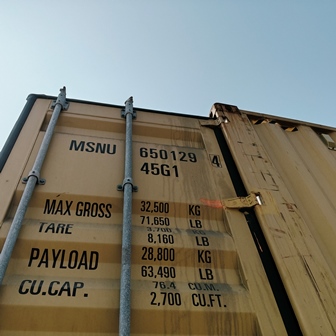 MSNU 650129 4
45G1
MAX GROSS 32,500 KG
71,650 LB
TARE 3,700 KG
8,160 LB
PAYLOAD 28,800 KG
63,490 LB
CU.CAP. 76.4 CU.M.
2,700 CU.FT.